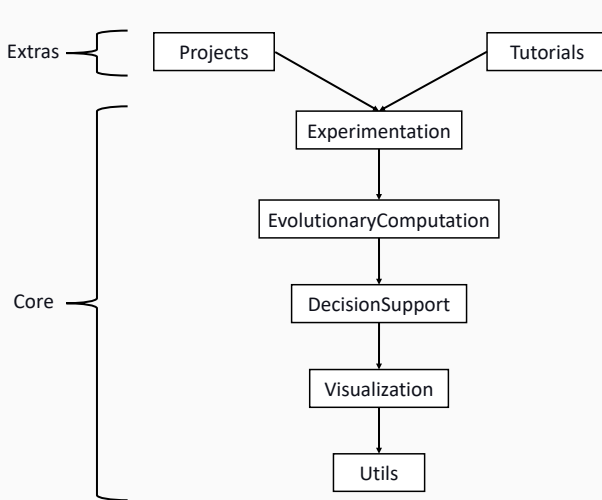 Extras
Projects
Tutorials
Experimentation
EvolutionaryComputation
Core
DecisionSupport
Visualization
Utils